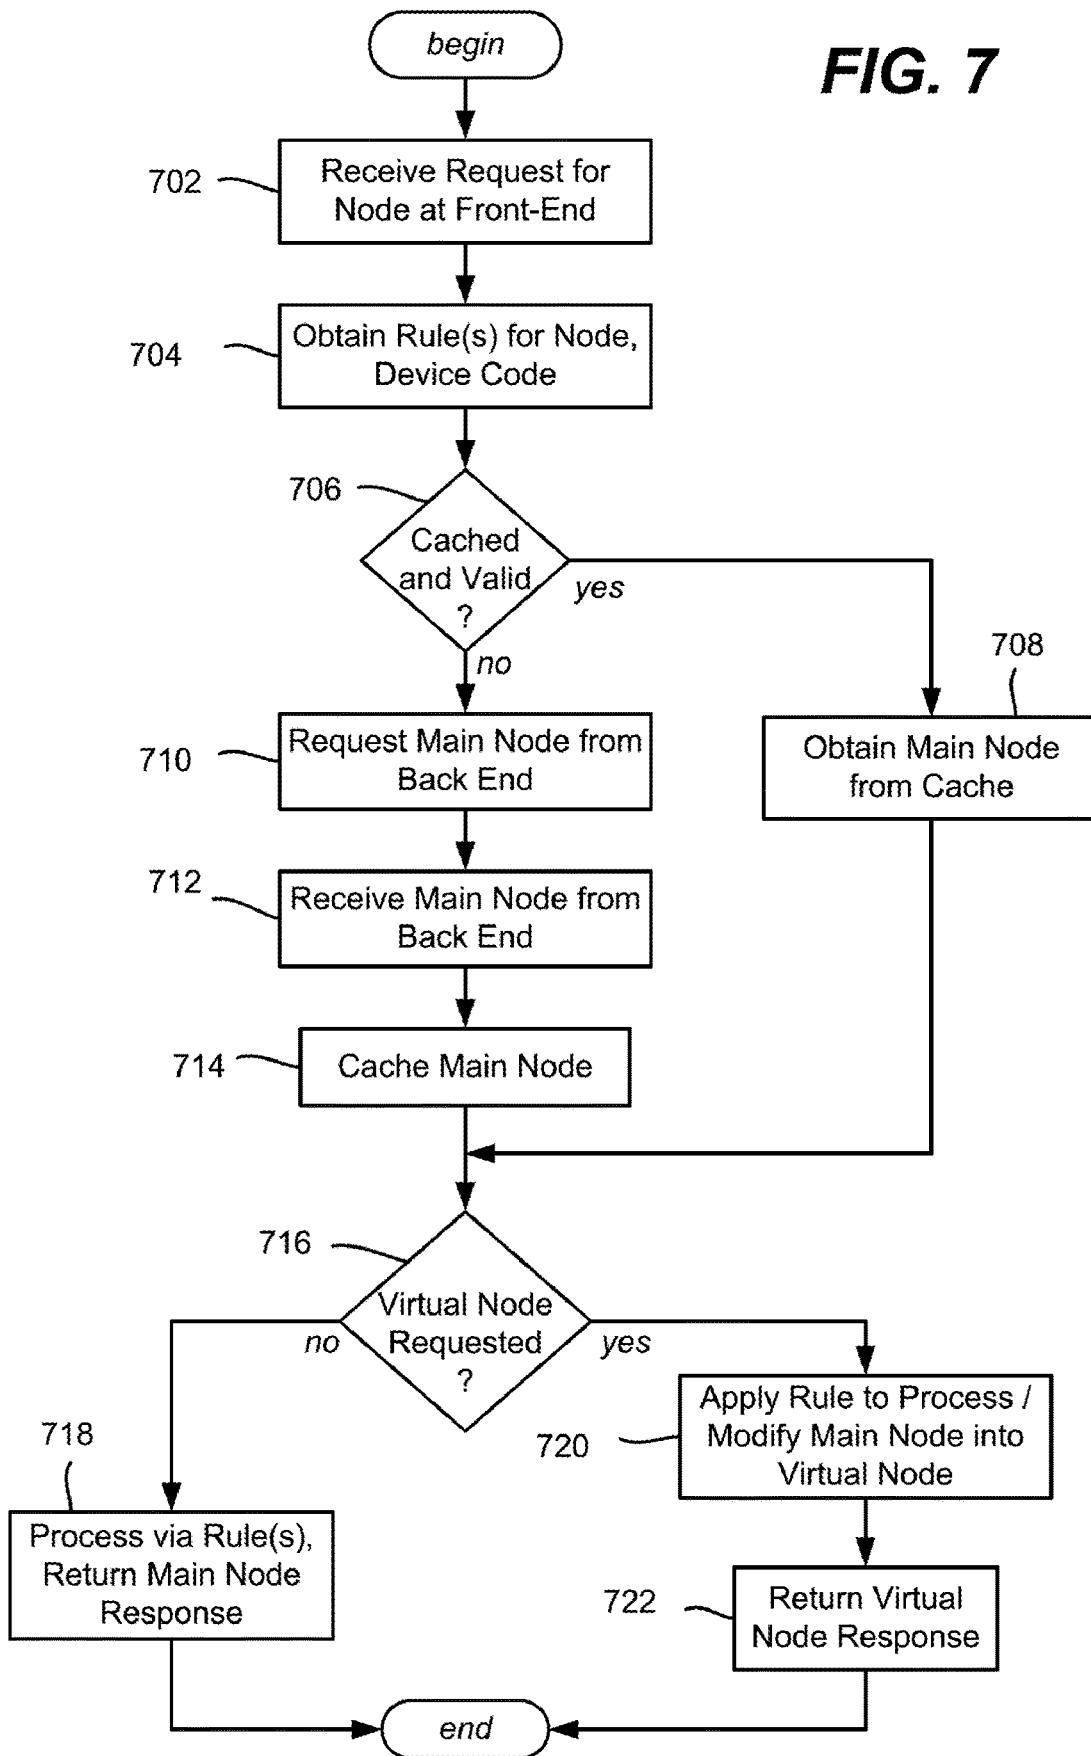 FIG. 7
begin
702
Receive Request for
Node at Front-End
704
Obtain Rule(s) for Node,
Device Code
706
Cached
and Valid
?
yes
no
708
Obtain Main Node
from Cache
710
Request Main Node from
Back End
712
Receive Main Node from
Back End
714
Cache Main Node
716
Virtual Node
Requested
?
no
yes
718
Process via Rule(s),
Return Main Node
Response
720
Apply Rule to Process /
Modify Main Node into
Virtual Node
722
Return Virtual
Node Response
end